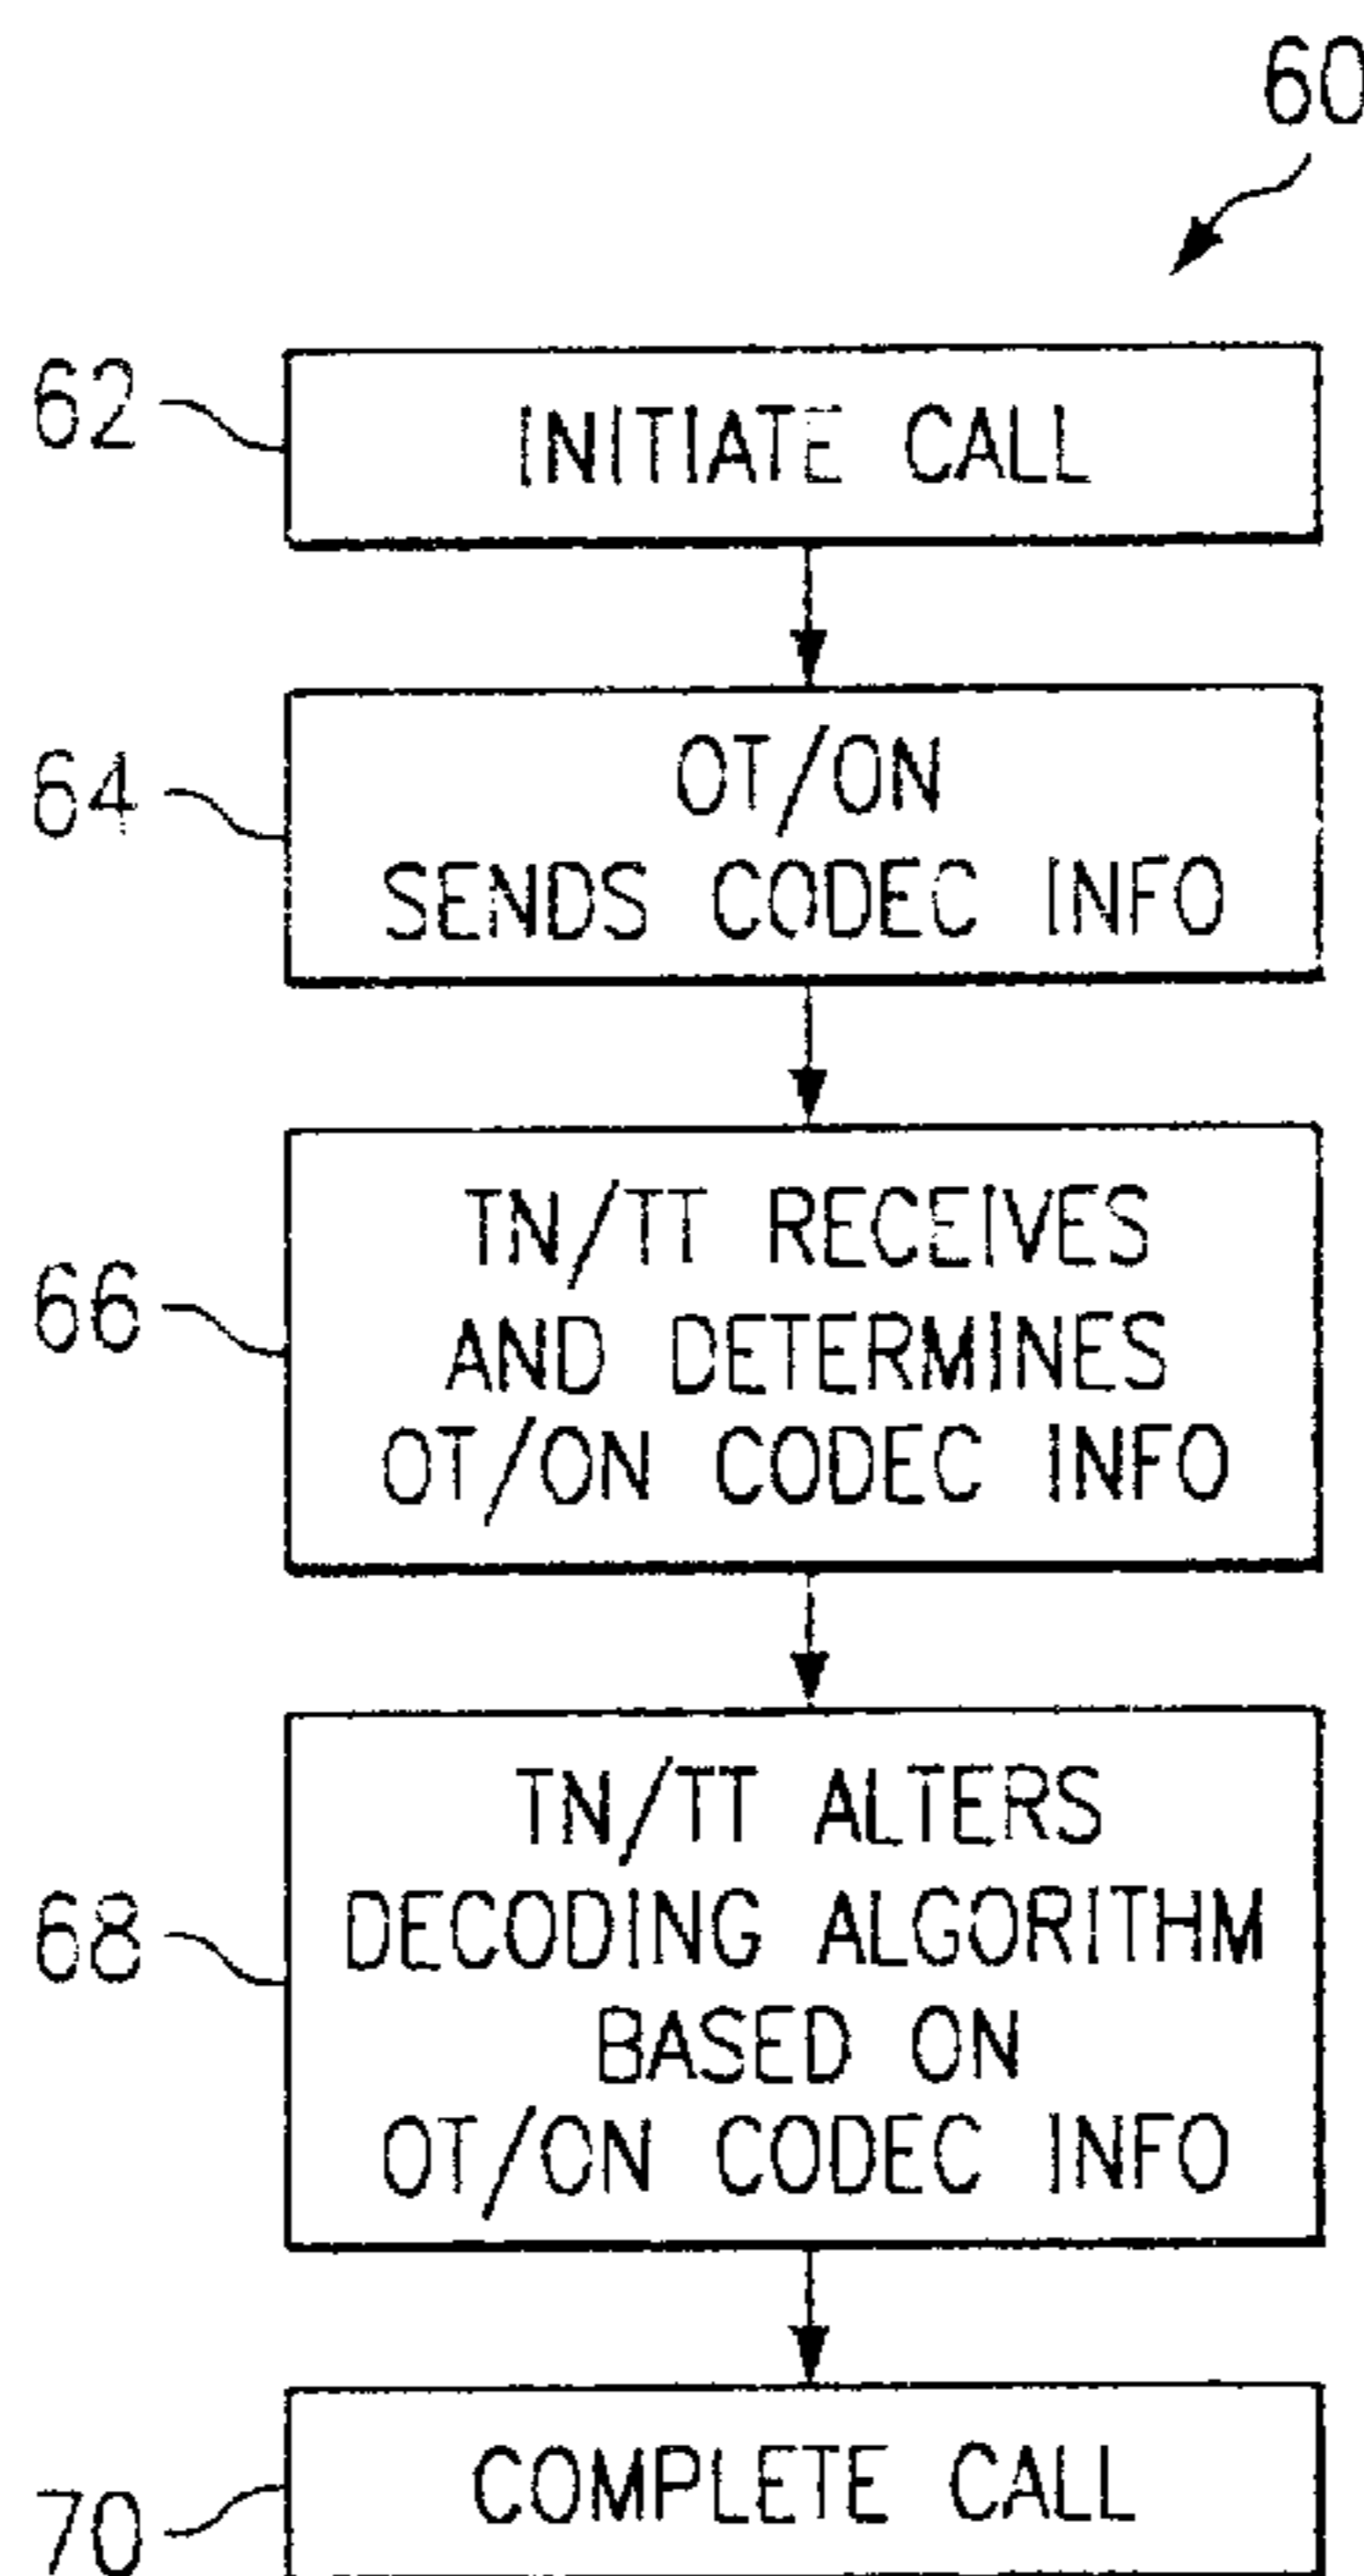 60
62
INITIATE CALL
64
OT/ON
SENDS CODEC INFO
66
TN/TT RECEIVES
AND DETERMINES
OT/ON CODEC INFO
68
TN/TT ALTERS
DECODING ALGORITHM
BASED ON
OT/ON CODEC INFO
70
COMPLETE CALL